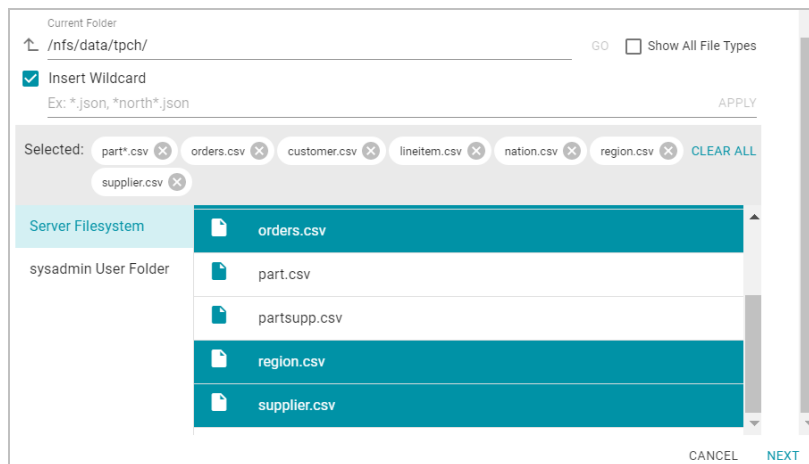 Current Folder
/nfs/data/tpch/ GO Show All File Types
Insert Wildcard
Ex: *.json, *north*.json APPLY
Selected: part*.csv orders.csv customer.csv lineitem.csv nation.csv region.csv CLEAR ALL
supplier.csv
Server Filesystem orders.csv
sysadmin User Folder part.csv
partsupp.csv
region.csv
supplier.csv
CANCEL NEXT